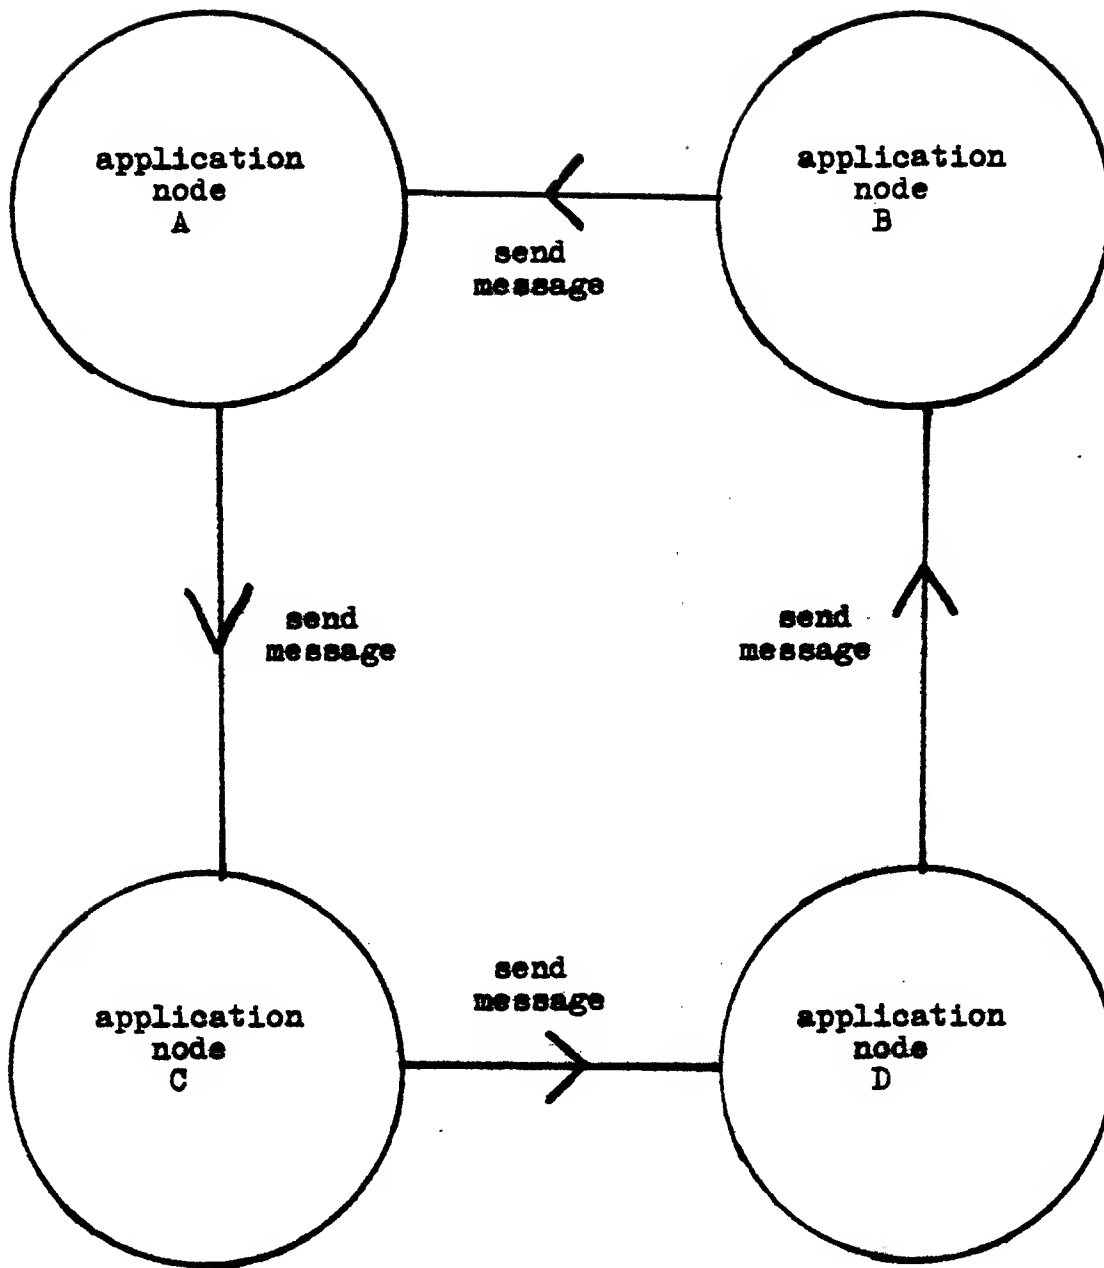 application
node
A
application
node
B
send
message
send
message
send
message
send
message
application
node
C
application
node
D